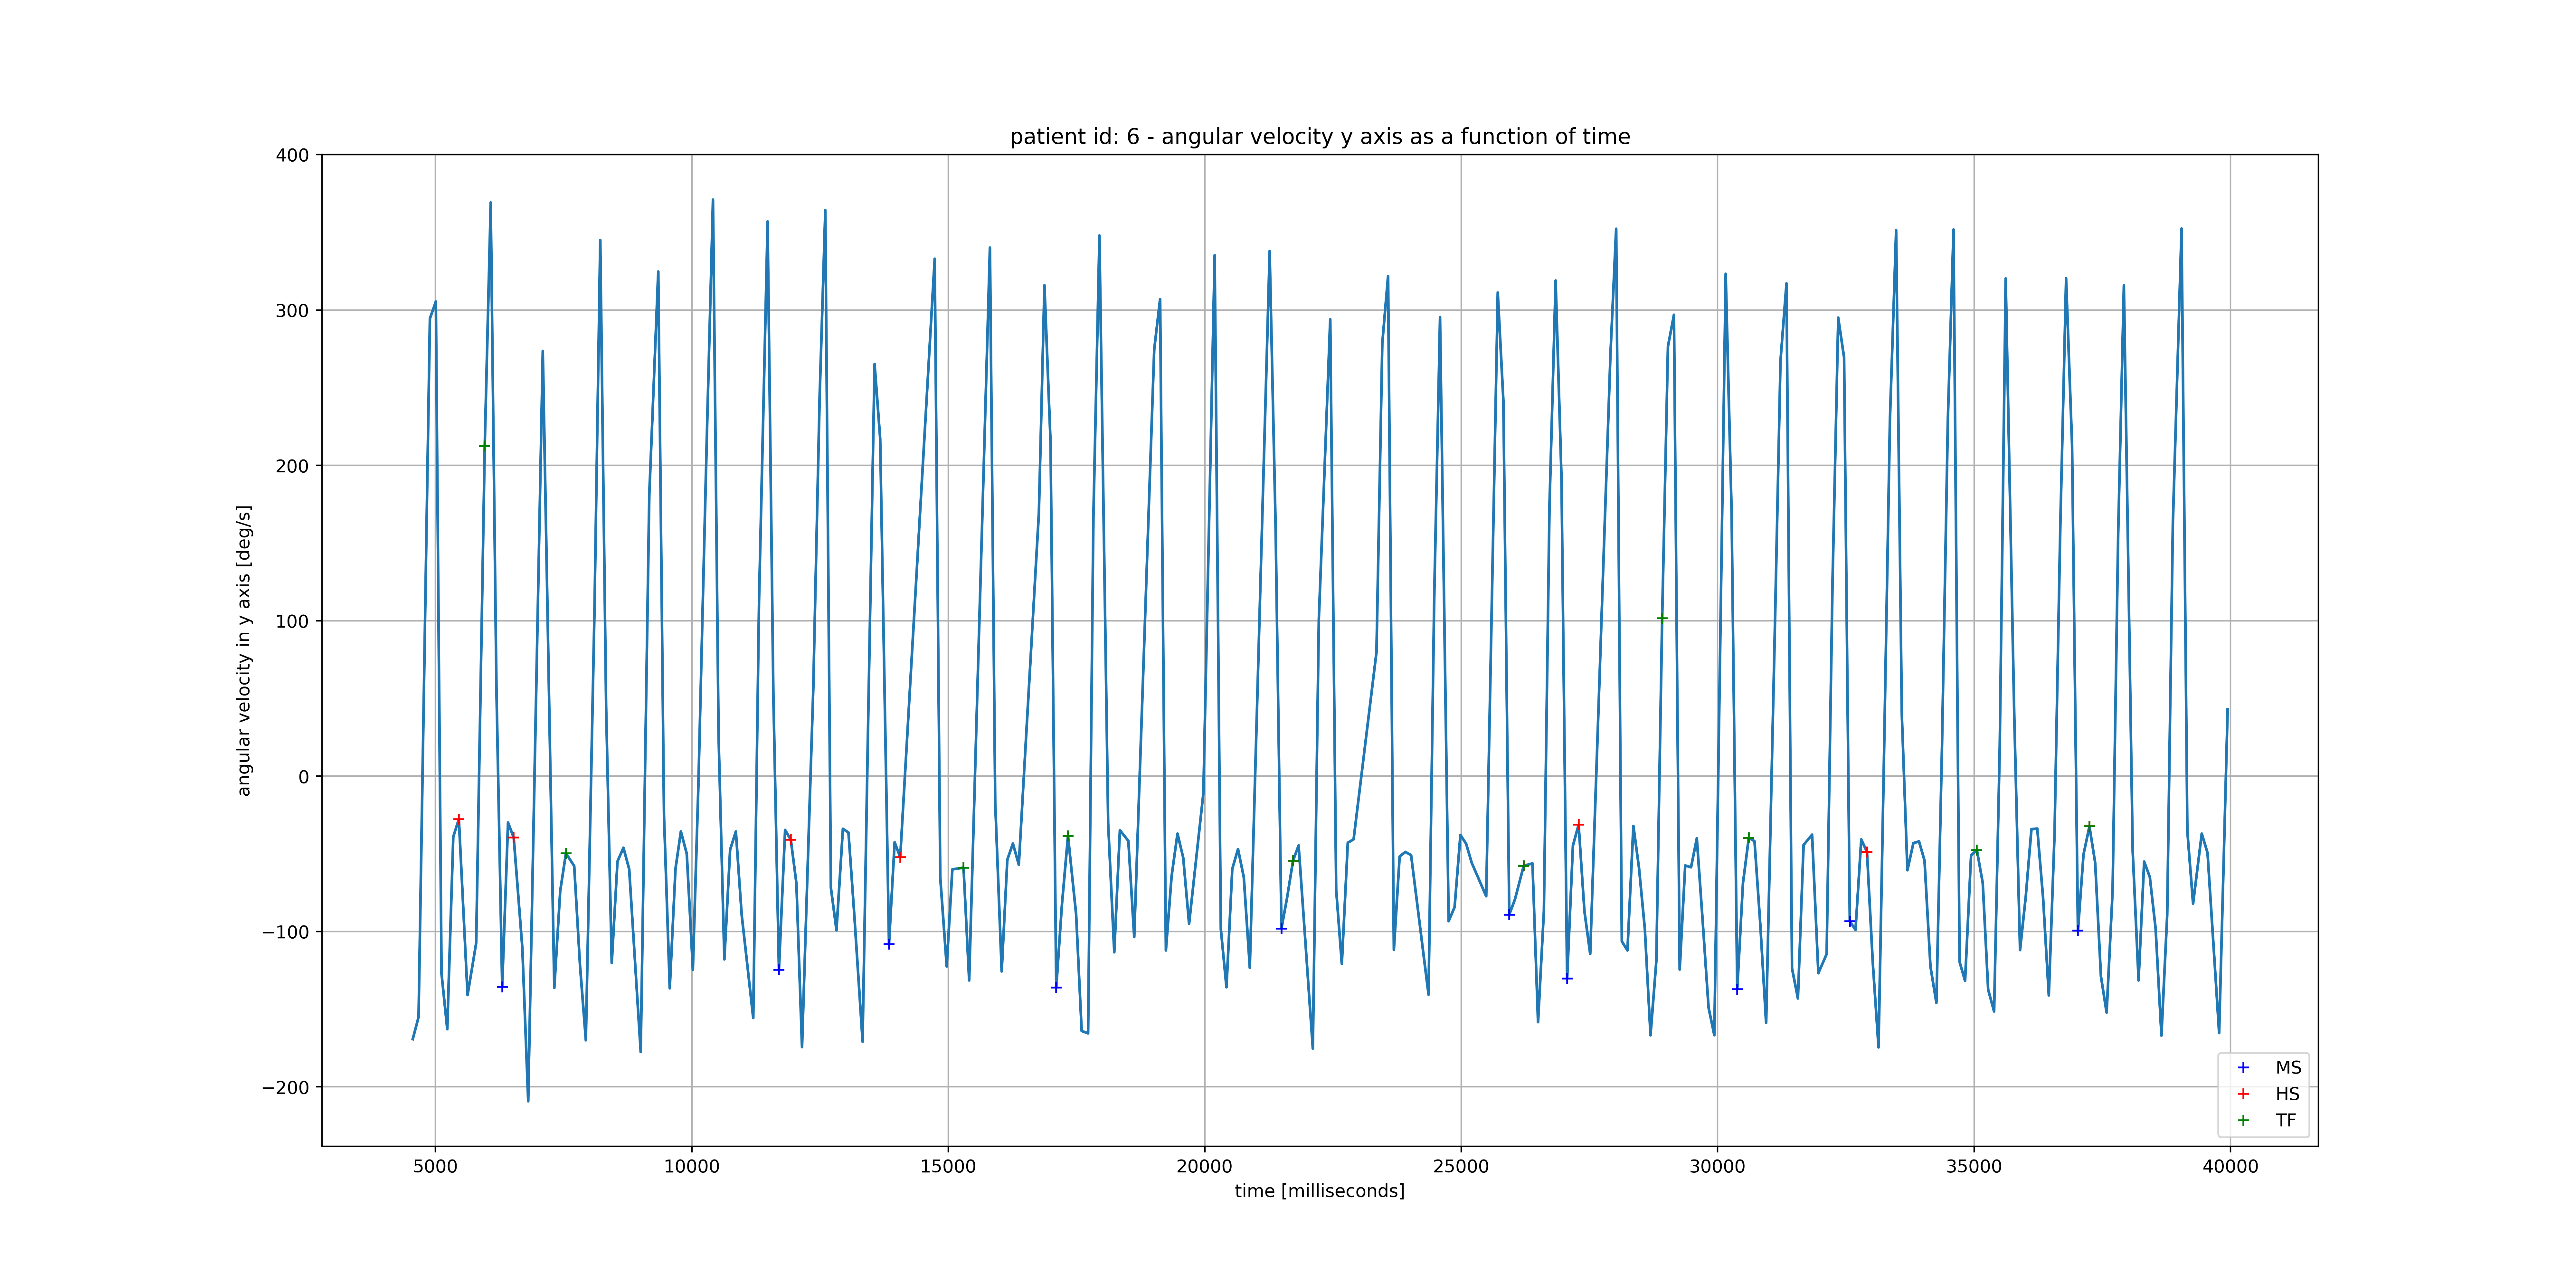 patient id: 6 - angular velocity y axis as a function of time
400
300
200
100
0
−100
−200
angular velocity in y axis [deg/s]
5000 10000 15000 20000 25000 30000 35000 40000
time [milliseconds]
MS
HS
TF